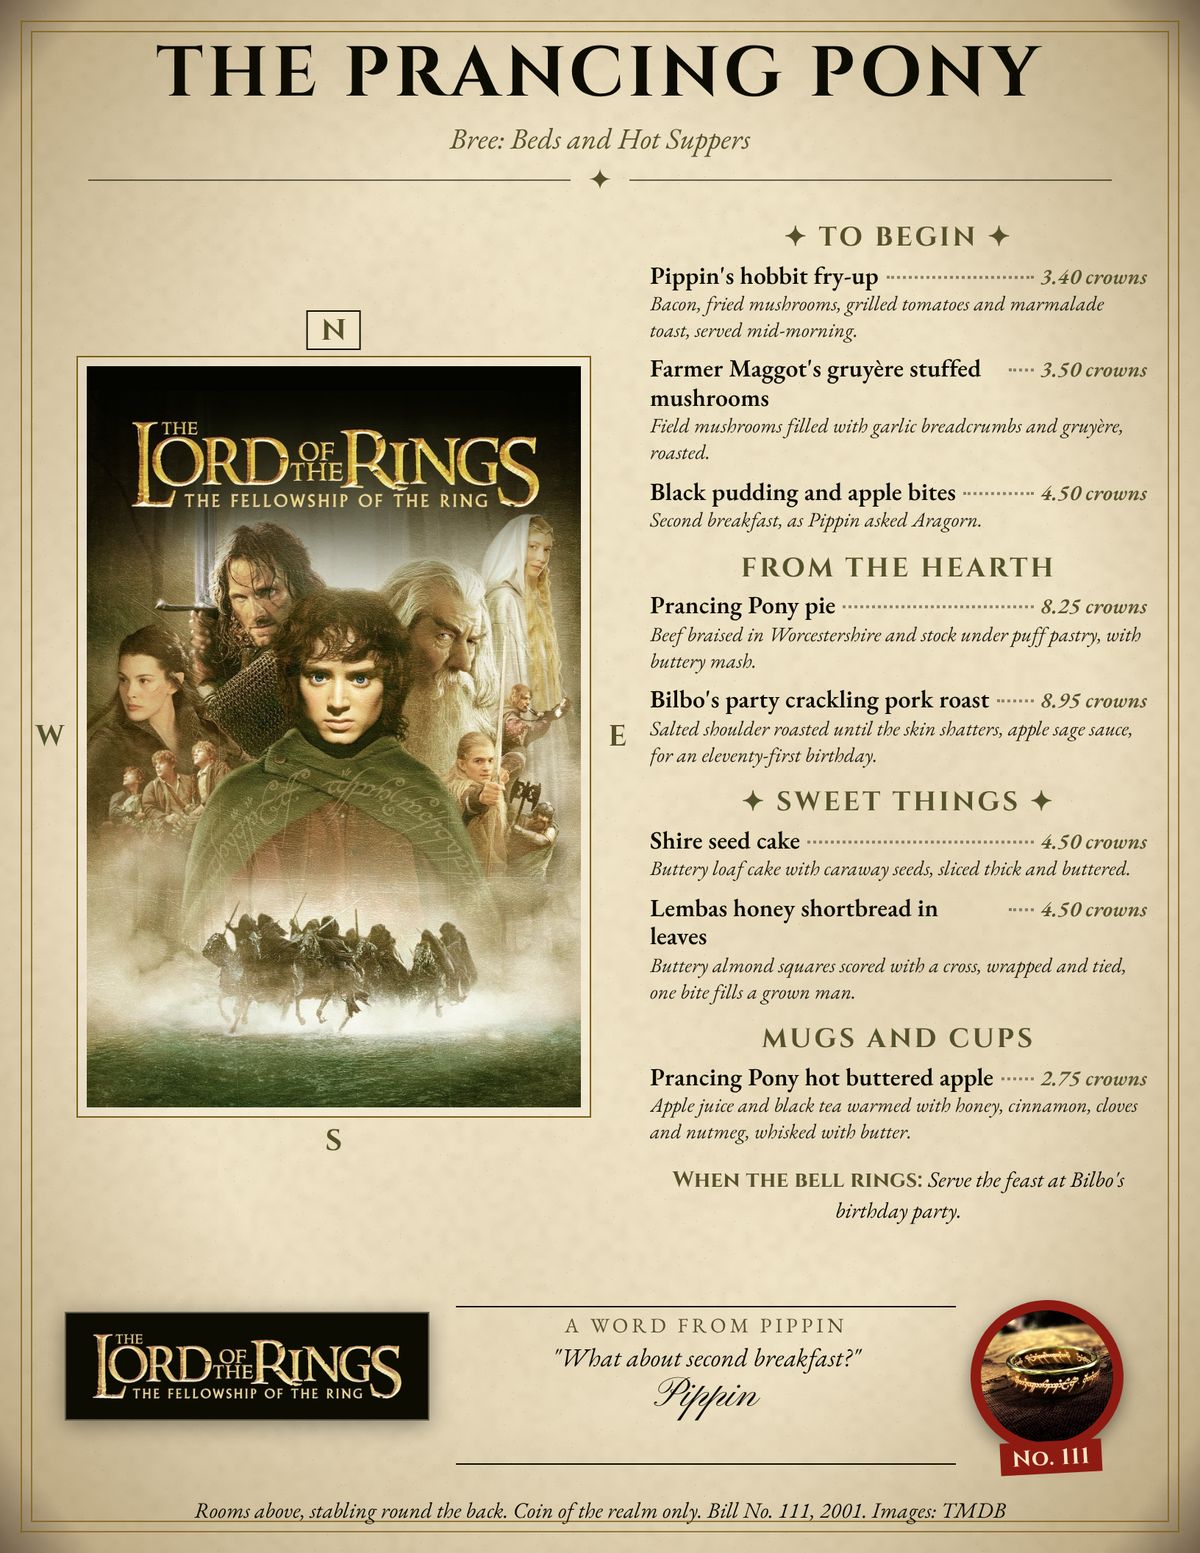 THE PRANCING PONY
Bree: Beds and Hot Suppers
N
THE LORD OF THE RINGS
THE FELLOWSHIP OF THE RING
W
E
S
TO BEGIN
Pippin's hobbit fry-up 3.40 crowns
Bacon, fried mushrooms, grilled tomatoes and marmalade
toast, served mid-morning.
Farmer Maggot's gruyère stuffed 3.50 crowns
mushrooms
Field mushrooms filled with garlic breadcrumbs and gruyère,
roasted.
Black pudding and apple bites 4.50 crowns
Second breakfast, as Pippin asked Aragorn.
FROM THE HEARTH
Prancing Pony pie 8.25 crowns
Beef braised in Worcestershire and stock under puff pastry, with
buttery mash.
Bilbo's party crackling pork roast 8.95 crowns
Salted shoulder roasted until the skin shatters, apple sage sauce,
for an eleventy-first birthday.
SWEET THINGS
Shire seed cake 4.50 crowns
Buttery loaf cake with caraway seeds, sliced thick and buttered.
Lembas honey shortbread in 4.50 crowns
leaves
Buttery almond squares scored with a cross, wrapped and tied,
one bite fills a grown man.
MUGS AND CUPS
Prancing Pony hot buttered apple 2.75 crowns
Apple juice and black tea warmed with honey, cinnamon, cloves
and nutmeg, whisked with butter.
WHEN THE BELL RINGS: Serve the feast at Bilbo's
birthday party.
THE LORD OF THE RINGS
THE FELLOWSHIP OF THE RING
A WORD FROM PIPPIN
"What about second breakfast?"
Pippin
No. 111
Rooms above, stabling round the back. Coin of the realm only. Bill No. 111, 2001. Images: TMDB